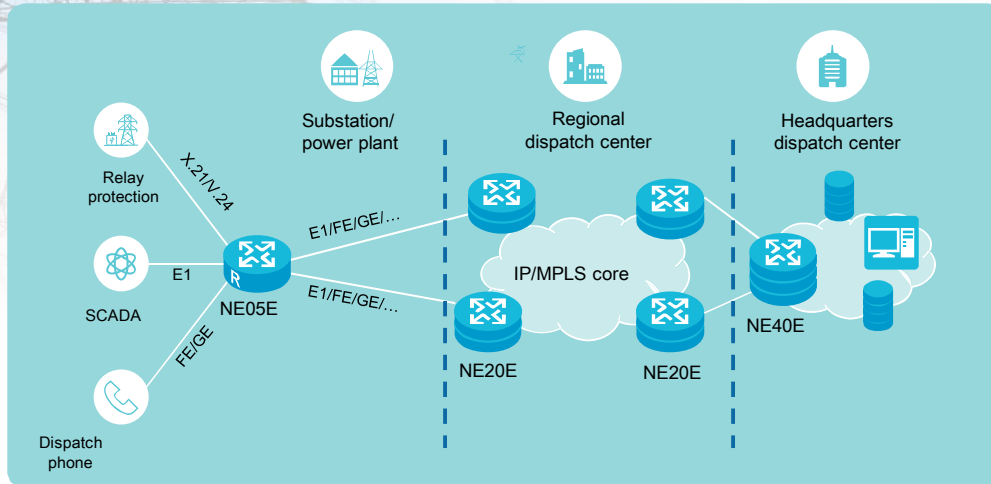 Substation/
power plant
Regional
dispatch center
Headquarters
dispatch center
Relay
protection
X.21/V.24
E1/FE/GE/…
IP/MPLS core
E1
SCADA
NE05E
E1/FE/GE/…
NE40E
FE/GE
NE20E
NE20E
Dispatch
phone
R